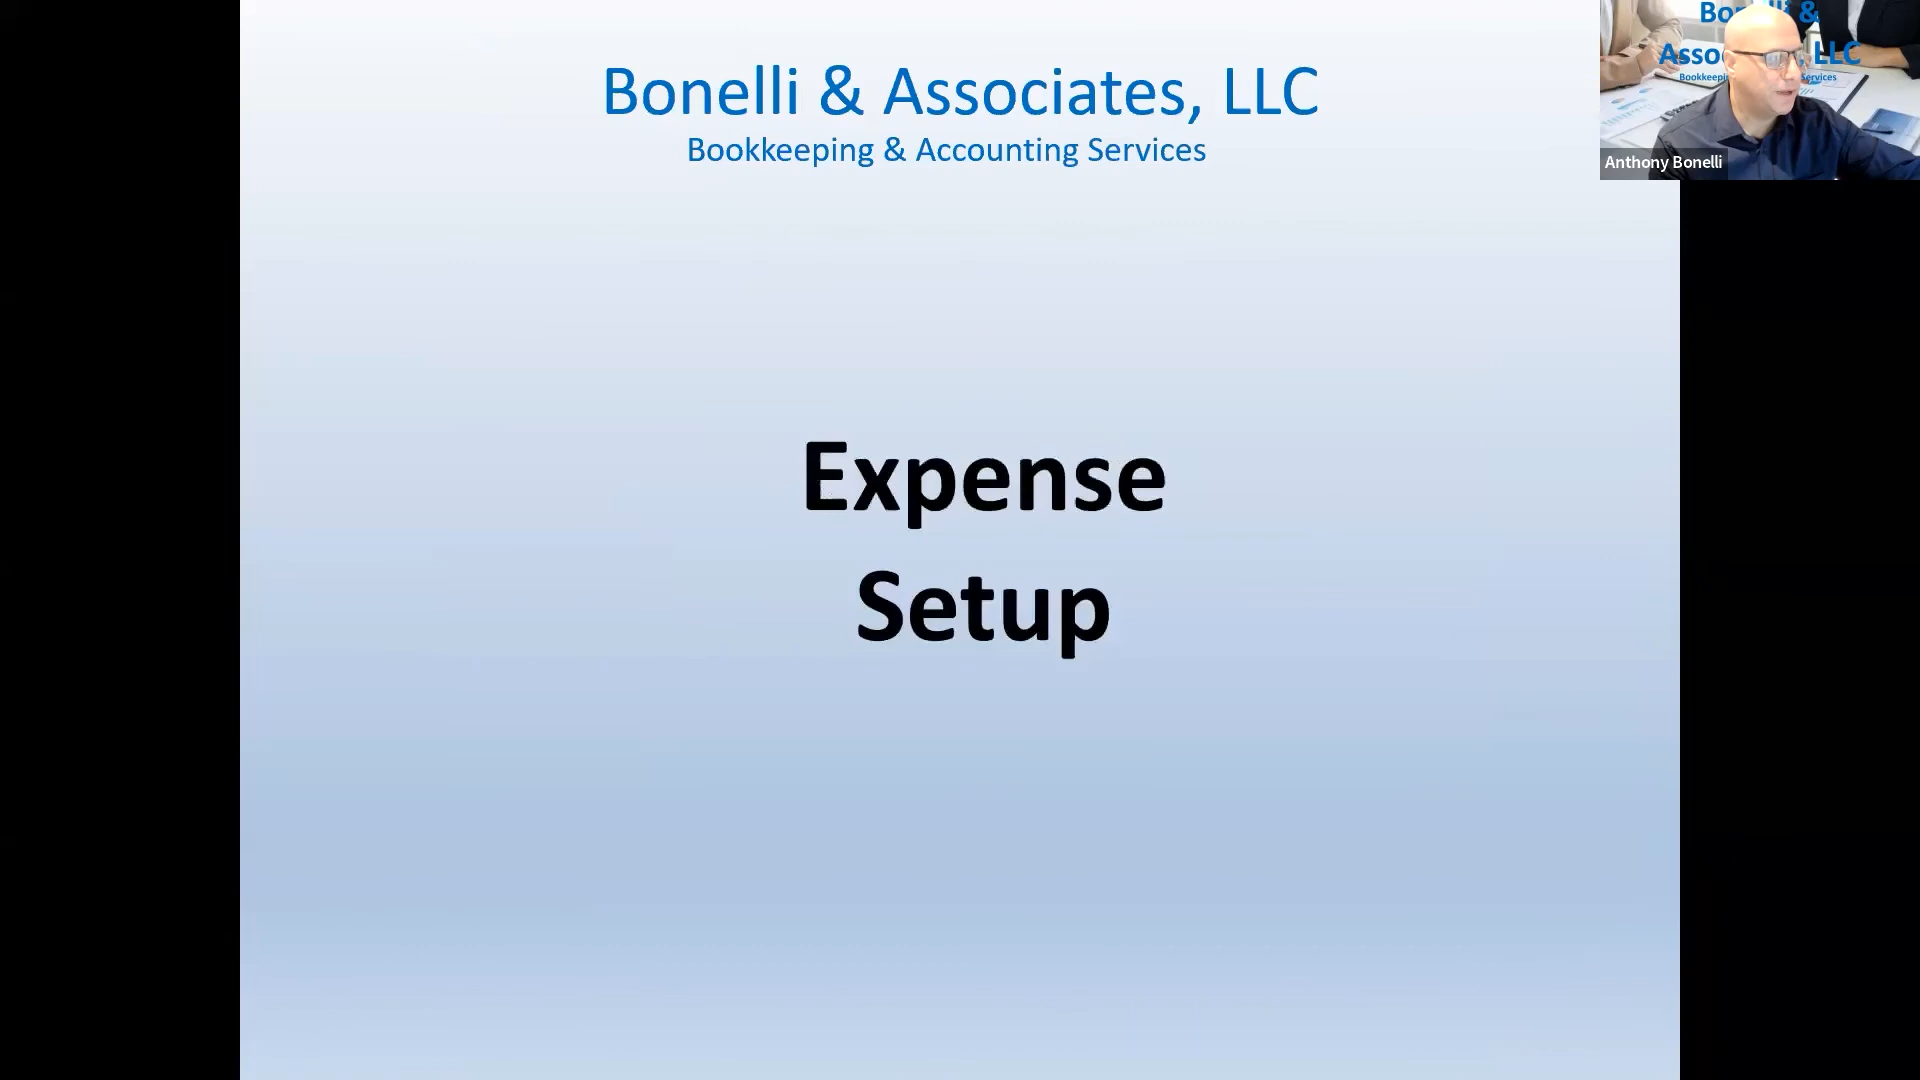 Bonelli & Associates, LLC
Bookkeeping & Accounting Services
Expense
Setup
Anthony Bonelli